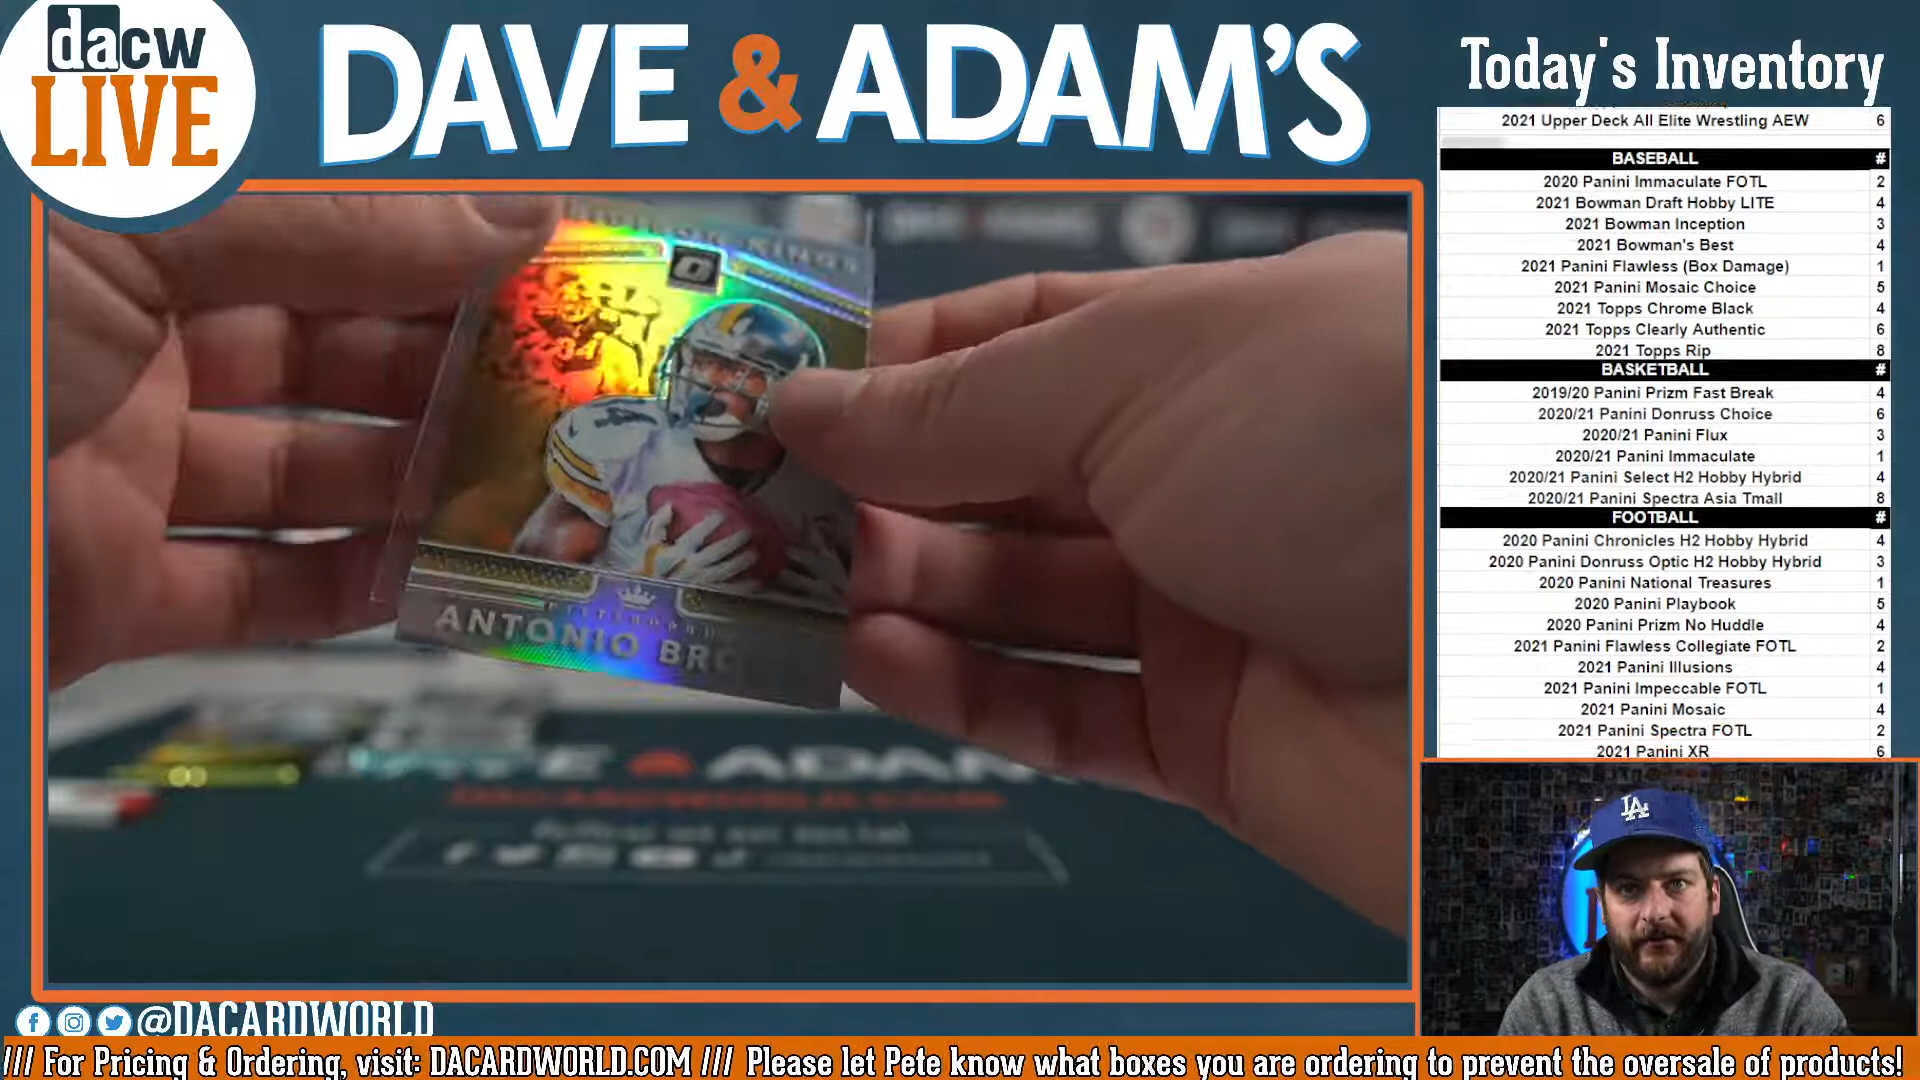 dacw
LIVE
DAVE & ADAM'S
Today's Inventory
2021 Upper Deck All Elite Wrestling AEW 6
BASEBALL #
2020 Panini Immaculate FOTL 2
2021 Bowman Draft Hobby LITE 4
2021 Bowman Inception 3
2021 Bowman's Best 4
2021 Panini Flawless (Box Damage) 1
2021 Panini Mosaic Choice 5
2021 Topps Chrome Black 4
2021 Topps Clearly Authentic 6
2021 Topps Rip 8
BASKETBALL #
2019/20 Panini Prizm Fast Break 4
2020/21 Panini Donruss Choice 6
2020/21 Panini Flux 3
2020/21 Panini Immaculate 1
2020/21 Panini Select H2 Hobby Hybrid 4
2020/21 Panini Spectra Asia Tmall 8
FOOTBALL #
2020 Panini Chronicles H2 Hobby Hybrid 4
2020 Panini Donruss Optic H2 Hobby Hybrid 3
2020 Panini National Treasures 1
2020 Panini Playbook 5
2020 Panini Prizm No Huddle 4
2021 Panini Flawless Collegiate FOTL 2
2021 Panini Illusions 4
2021 Panini Impeccable FOTL 1
2021 Panini Mosaic 4
2021 Panini Spectra FOTL 2
2021 Panini XR 6
KINGS
ANTONIO BRO
ADAM
LA
@DACARDWORLD
/// For Pricing & Ordering, visit: DACARDWORLD.COM /// Please let Pete know what boxes you are ordering to prevent the oversale of products!